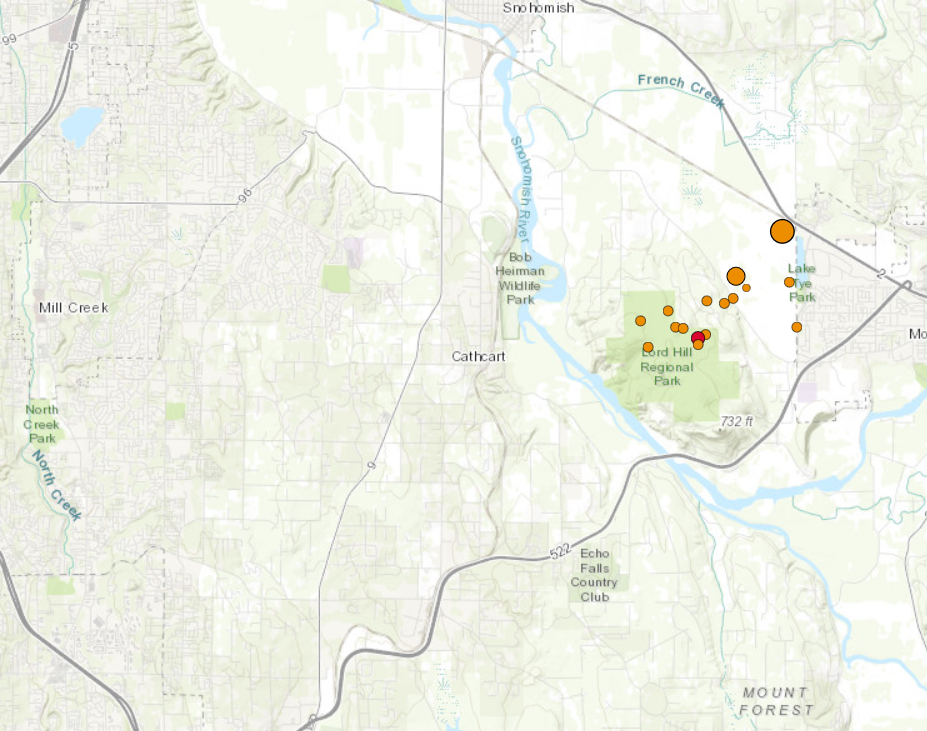 Snohomish
99
5
French Creek
Snohomish River
96
Bob
Heirman
Wildlife
Park
Lake
Tye
Park
2
Mill Creek
Mo
Cathcart
Lord Hill
Regional
Park
North
Creek
Park
732 ft
North Creek
9
522
Echo
Falls
Country
Club
MOUNT
FOREST